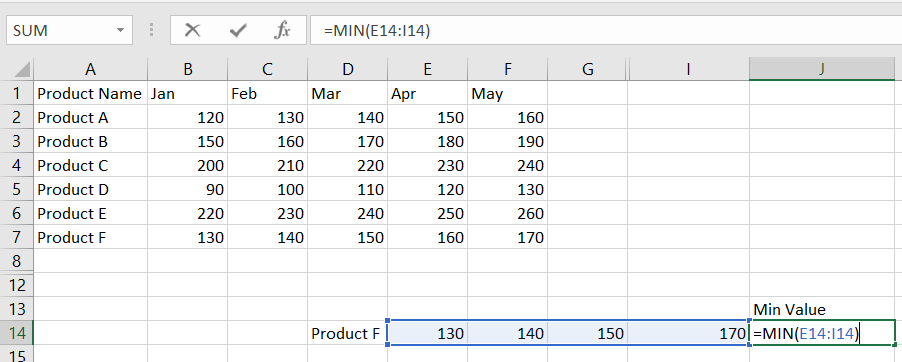 SUM fx =MIN(E14:I14)
A B C D E F G I J
1 Product Name Jan Feb Mar Apr May
2 Product A 120 130 140 150 160
3 Product B 150 160 170 180 190
4 Product C 200 210 220 230 240
5 Product D 90 100 110 120 130
6 Product E 220 230 240 250 260
7 Product F 130 140 150 160 170
8
12
13 Min Value
14 Product F 130 140 150 170 =MIN(E14:I14)
15